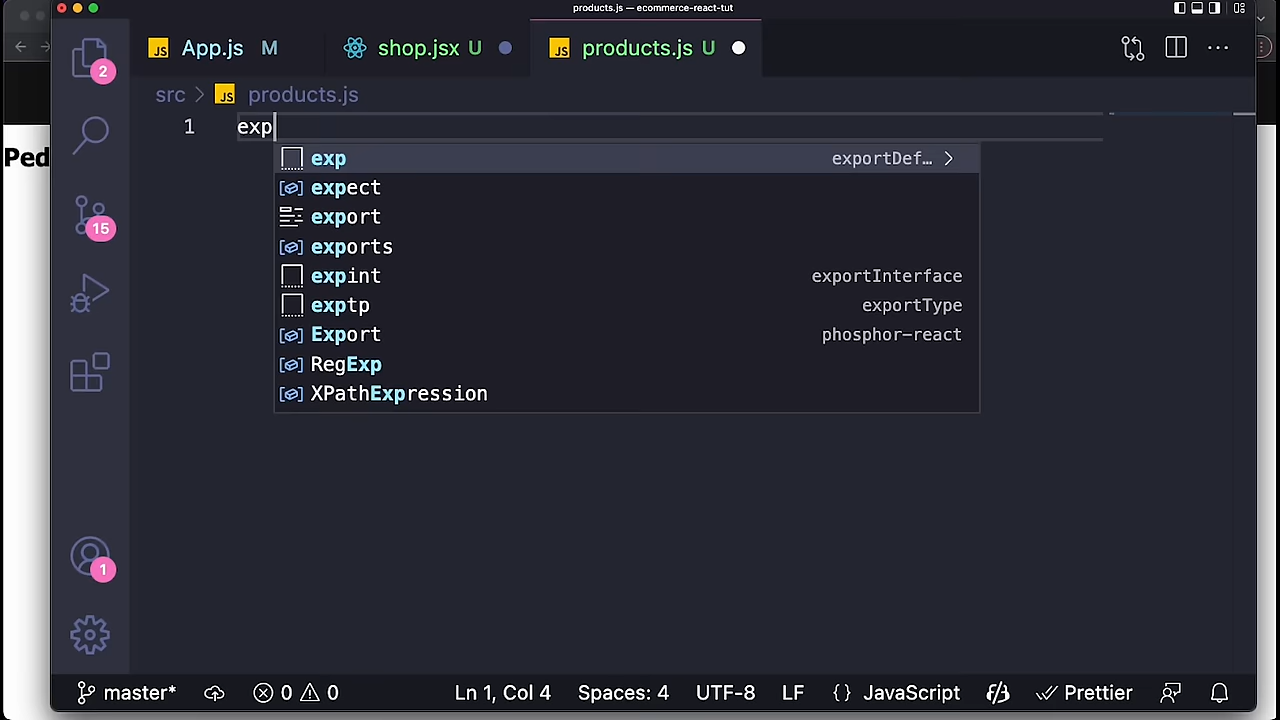 products.js — ecommerce-react-tut
App.js M
shop.jsx U
products.js U
src > JS products.js
Ped
1 exp
exp exportDef… >
expect
export
exports
expint exportInterface
exptp exportType
Export phosphor-react
RegExp
XPathExpression
2
15
1
master* 0 0 Ln 1, Col 4 Spaces: 4 UTF-8 LF {} JavaScript Prettier